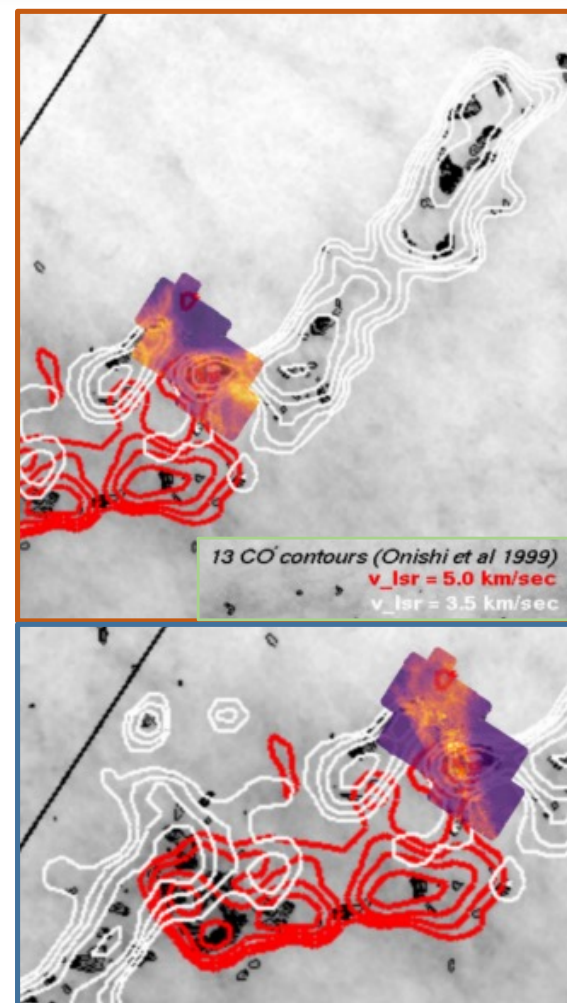 13 CO contours (Onishi et al 1999)
v_lsr = 5.0 km/sec
v_lsr = 3.5 km/sec